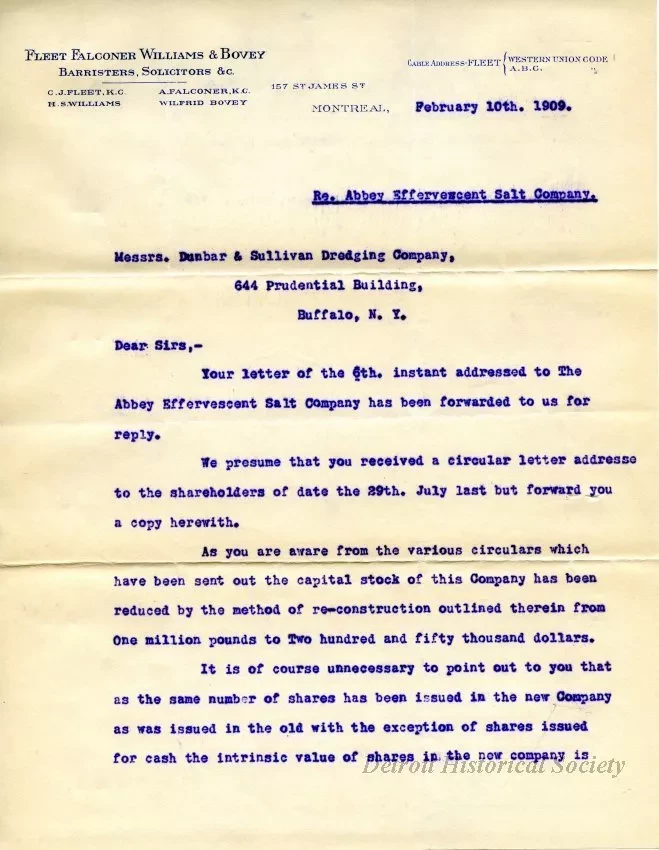 FLEET FALCONER WILLIAMS & BOVEY
BARRISTERS, SOLICITORS &C.
C.J.FLEET, K.C. A.FALCONER, K.C.
H.S.WILLIAMS WILFRID BOVEY
CABLE ADDRESS-FLEET { WESTERN UNION CODE
A.B.C.
157 ST JAMES ST
MONTREAL, February 10th. 1909.
Re. Abbey Effervescent Salt Company.
Messrs. Dunbar & Sullivan Dredging Company,
644 Prudential Building,
Buffalo, N. Y.
Dear Sirs,-
Your letter of the 6th. instant addressed to The
Abbey Effervescent Salt Company has been forwarded to us for
reply.
We presume that you received a circular letter addresse
to the shareholders of date the 29th. July last but forward you
a copy herewith.
As you are aware from the various circulars which
have been sent out the capital stock of this Company has been
reduced by the method of re-construction outlined therein from
One million pounds to Two hundred and fifty thousand dollars.
It is of course unnecessary to point out to you that
as the same number of shares has been issued in the new Company
as was issued in the old with the exception of shares issued
for cash the intrinsic value of shares in the new company is
Detroit Historical Society